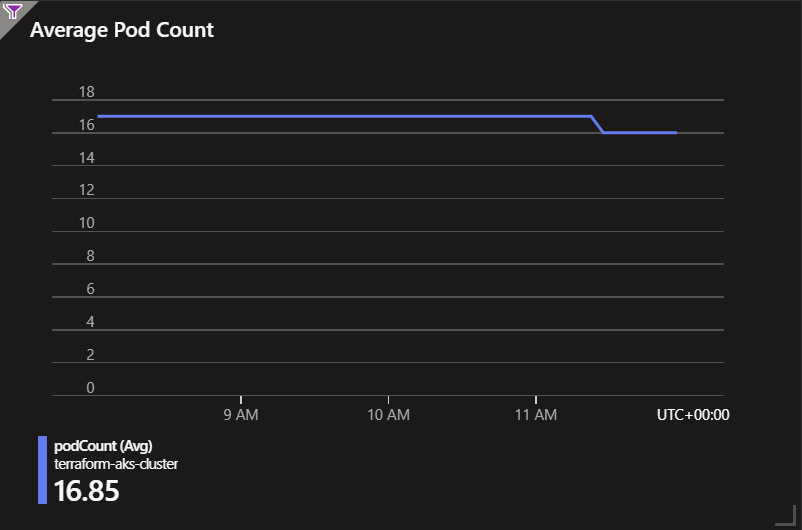 Average Pod Count
18
16
14
12
10
8
6
4
2
0
9 AM 10 AM 11 AM UTC+00:00
podCount (Avg)
terraform-aks-cluster
16.85